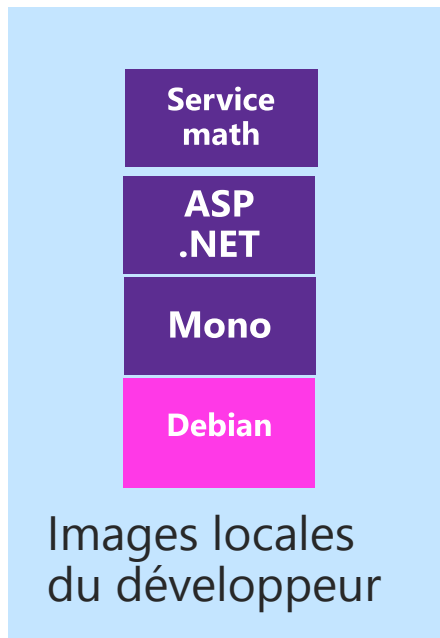 Service
math
ASP
.NET
Mono
Debian
Images locales
du développeur